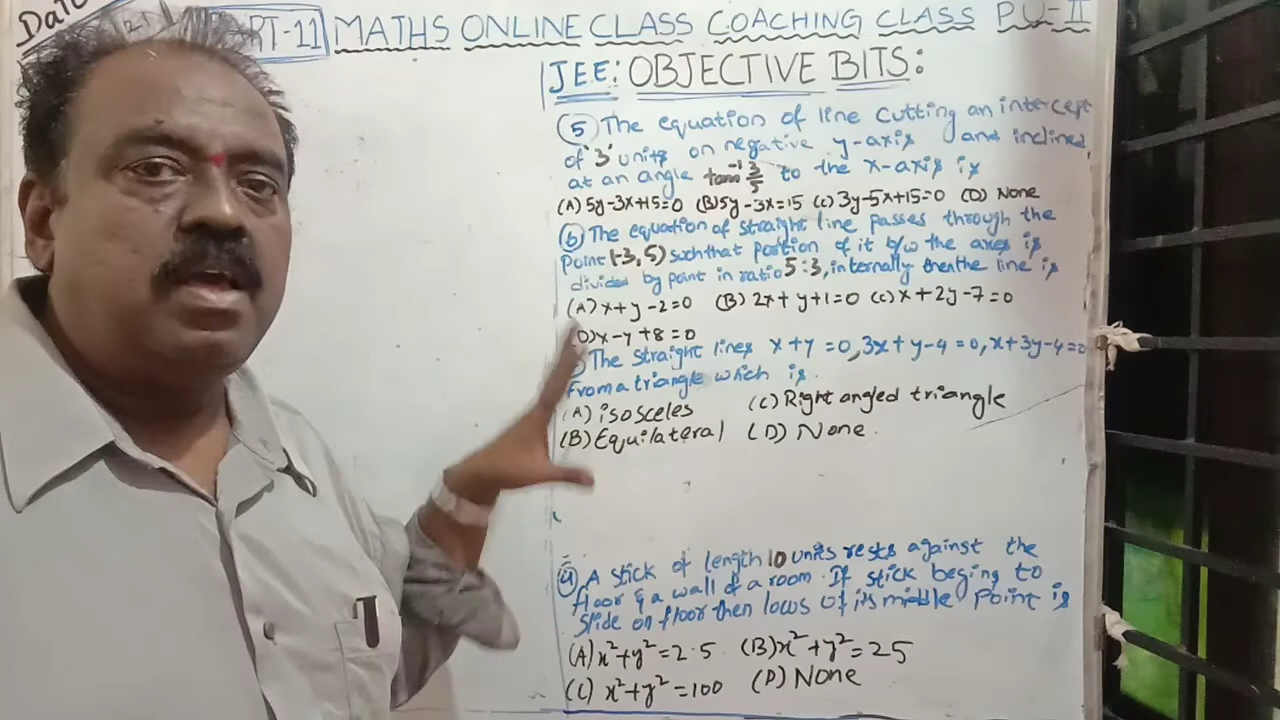 Date
RT-11 MATHS ONLINE CLASS COACHING CLASS P.U-II
JEE: OBJECTIVE BITS:
(5) The equation of line cutting an intercept
of '3' units on negative y-axis and inclined
at an angle tan⁻¹ 3/5 to the x-axis is
(A) 5y-3x+15=0 (B) 5y-3x=15 (C) 3y-5x+15=0 (D) None
(6) The equation of straight line passes through the
point (-3, 5) such that portion of it b/w the axes is
divided by point in ratio 5:3, internally then the line is
(A) x+y-2=0 (B) 2x+y+1=0 (C) x+2y-7=0
(D) x-y+8=0
The straight lines x+y=0, 3x+y-4=0, x+3y-4=0
from a triangle which is.
(A) isosceles (C) Right angled triangle
(B) Equilateral (D) None.
(4) A stick of length 10 units rests against the
floor & a wall of a room. If stick begins to
slide on floor then locus of its middle point is
(A) x²+y²=2.5 (B) x²+y²=25
(C) x²+y²=100 (D) None